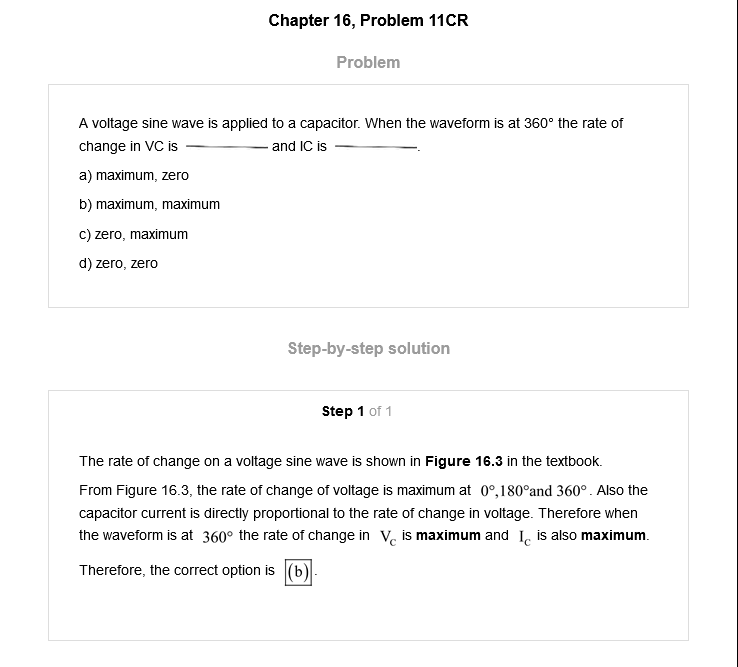 Chapter 16, Problem 11CR
Problem
A voltage sine wave is applied to a capacitor. When the waveform is at 360° the rate of
change in VC is __________ and IC is __________.
a) maximum, zero
b) maximum, maximum
c) zero, maximum
d) zero, zero
Step-by-step solution
Step 1 of 1
The rate of change on a voltage sine wave is shown in Figure 16.3 in the textbook.
From Figure 16.3, the rate of change of voltage is maximum at 0°,180°and 360°. Also the
capacitor current is directly proportional to the rate of change in voltage. Therefore when
the waveform is at 360° the rate of change in V_C is maximum and I_C is also maximum.
Therefore, the correct option is (b).